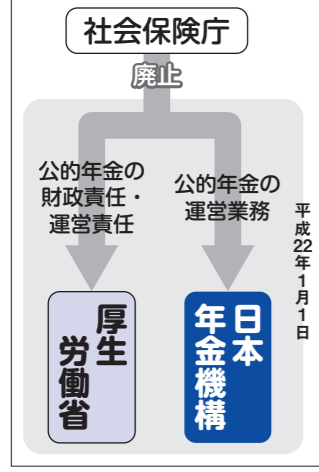 社会保険庁
廃止
公的年金の
財政責任・
運営責任
公的年金の
運営業務
平成22年1月1日
厚生
労働省
日本
年金機構